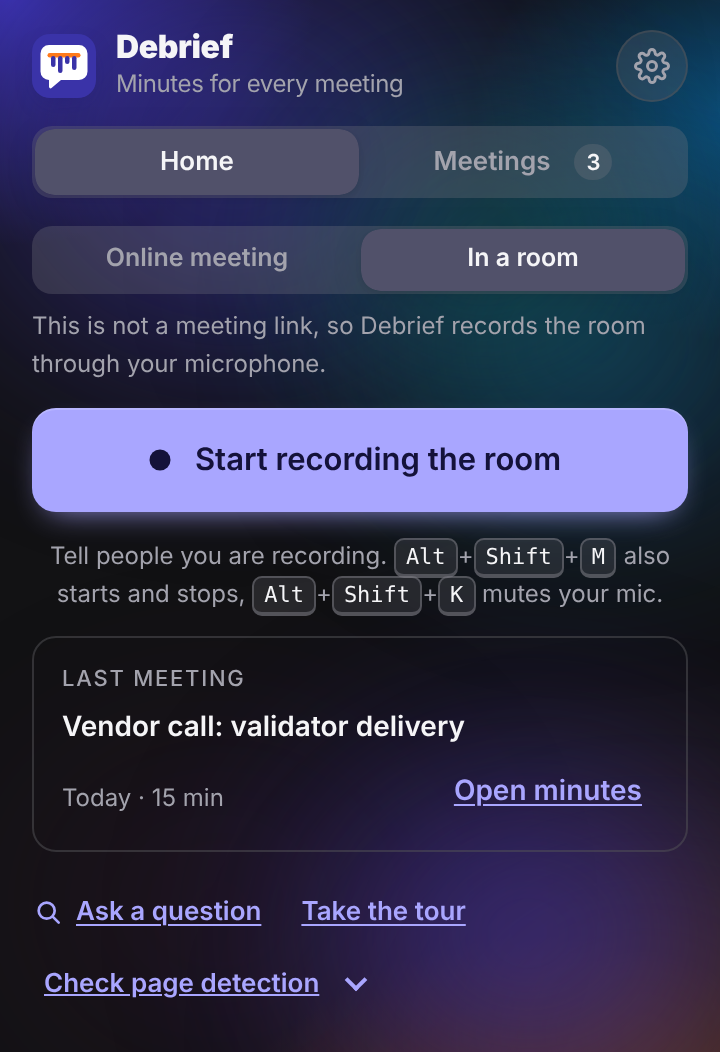 Debrief
Minutes for every meeting
Home
Meetings 3
Online meeting
In a room
This is not a meeting link, so Debrief records the room
through your microphone.
Start recording the room
Tell people you are recording. Alt+Shift+M also
starts and stops, Alt+Shift+K mutes your mic.
LAST MEETING
Vendor call: validator delivery
Today · 15 min
Open minutes
Ask a question
Take the tour
Check page detection